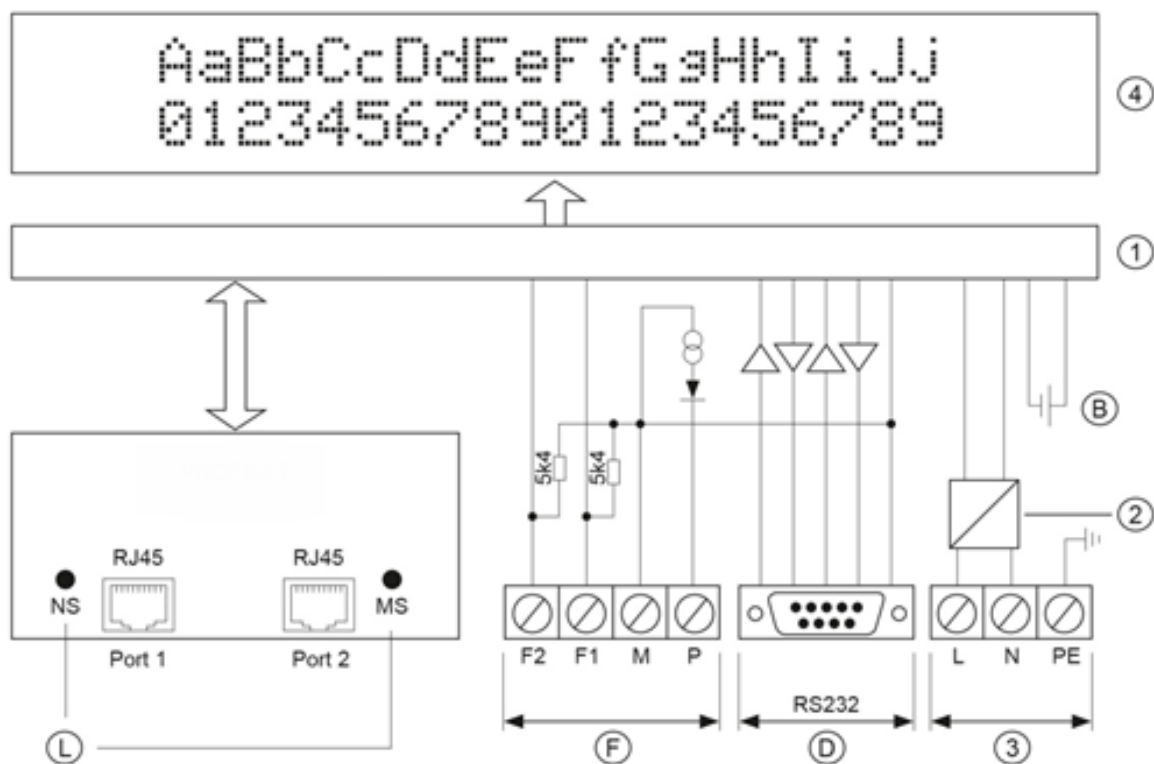 AaBbCcDdEeFfGgHhIiJj
01234567890123456789
4
1
B
5k4
5k4
2
RJ45
RJ45
NS
MS
Port 1
Port 2
F2
F1
M
P
L
N
PE
RS232
L
F
D
3